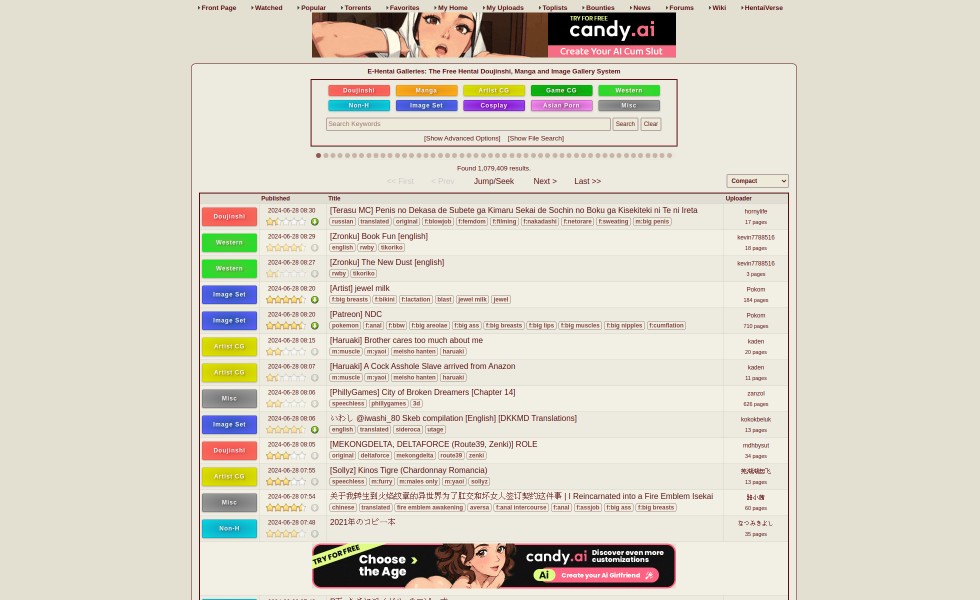 Front Page Watched Popular Torrents Favorites My Home My Uploads Toplists Bounties News Forums Wiki HentaiVerse
TRY FOR FREE
candy.ai
Create Your AI Cum Slut
E-Hentai Galleries: The Free Hentai Doujinshi, Manga and Image Gallery System
Doujinshi Manga Artist CG Game CG Western
Non-H Image Set Cosplay Asian Porn Misc
Search Keywords Search Clear
[Show Advanced Options] [Show File Search]
Found 1,079,409 results.
<< First < Prev Jump/Seek Next > Last >> Compact
Published Title Uploader
Doujinshi 2024-06-28 08:30 [Terasu MC] Penis no Dekasa de Subete ga Kimaru Sekai de Sochin no Boku ga Kisekiteki ni Te ni Ireta hornylife
russian translated original f:blowjob f:femdom f:filming f:nakadashi f:netorare f:sweating m:big penis 17 pages
Western 2024-06-28 08:29 [Zronku] Book Fun [english] kevin7788516
english rwby tikoriko 18 pages
Western 2024-06-28 08:27 [Zronku] The New Dust [english] kevin7788516
rwby tikoriko 3 pages
Image Set 2024-06-28 08:20 [Artist] jewel milk Pokom
f:big breasts f:bikini f:lactation blast jewel milk jewel 184 pages
Image Set 2024-06-28 08:20 [Patreon] NDC Pokom
pokemon f:anal f:bbw f:big areolae f:big ass f:big breasts f:big lips f:big muscles f:big nipples f:cumflation 710 pages
Artist CG 2024-06-28 08:15 [Haruaki] Brother cares too much about me kaden
m:muscle m:yaoi meisho hanten haruaki 20 pages
Artist CG 2024-06-28 08:07 [Haruaki] A Cock Asshole Slave arrived from Amazon kaden
m:muscle m:yaoi meisho hanten haruaki 11 pages
Misc 2024-06-28 08:06 [PhillyGames] City of Broken Dreamers [Chapter 14] zanzol
speechless phillygames 3d 626 pages
Image Set 2024-06-28 08:06 いわし @iwashi_80 Skeb compilation [English] [DKKMD Translations] kokokbeluk
english translated sideroca utage 13 pages
Doujinshi 2024-06-28 08:05 [MEKONGDELTA, DELTAFORCE (Route39, Zenki)] ROLE mdhbysut
original deltaforce mekongdelta route39 zenki 34 pages
Artist CG 2024-06-28 07:55 [Sollyz] Kinos Tigre (Chardonnay Romancia)
speechless m:furry m:males only m:yaoi sollyz 13 pages
Misc 2024-06-28 07:54 关于我转生到火焰纹章的异世界为了肛交和坏女人签订契约这件事 | I Reincarnated into a Fire Emblem Isekai
chinese translated fire emblem awakening aversa f:anal intercourse f:anal f:assjob f:big ass f:big breasts 60 pages
Non-H 2024-06-28 07:48 2021年のコピー本 なつみきよし
35 pages
TRY FOR FREE
Choose the Age
candy.ai Discover even more customizations
Ai Create your AI Girlfriend